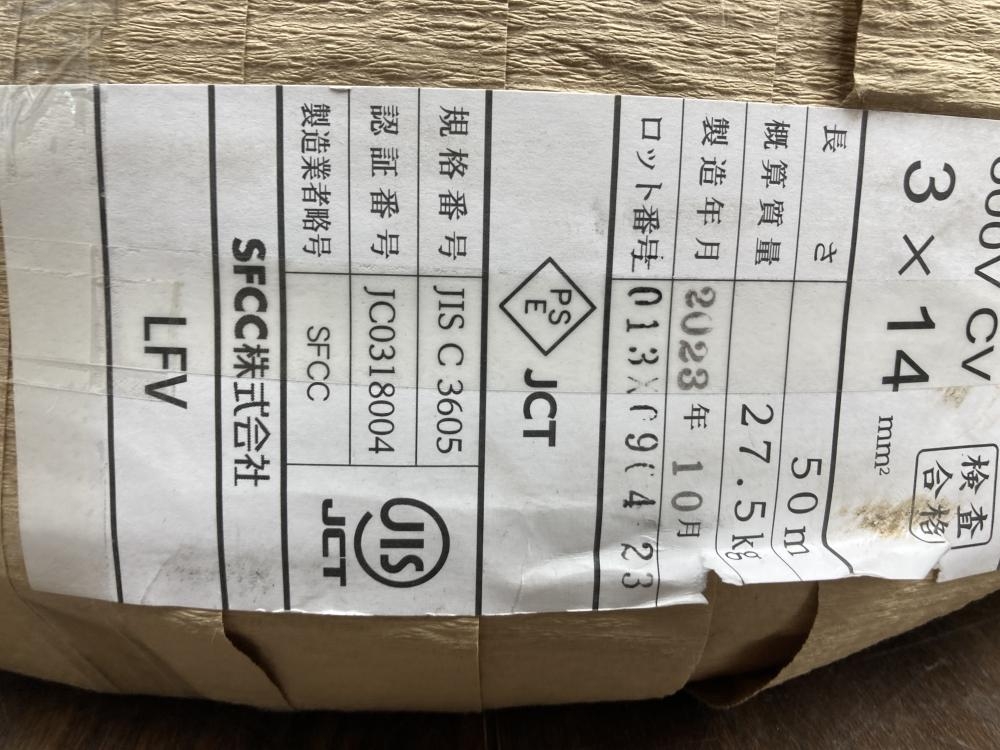 600V CV
3 × 14 mm²
検査
合格
長さ 50m
概算質量 27.5kg
製造年月 2023年 10月
ロット番号
PS
E
JCT
規格番号 JIS C 3605
認証番号 JC0318004
製造業者略号 SFCC
JIS
JCT
SFCC株式会社
LFV